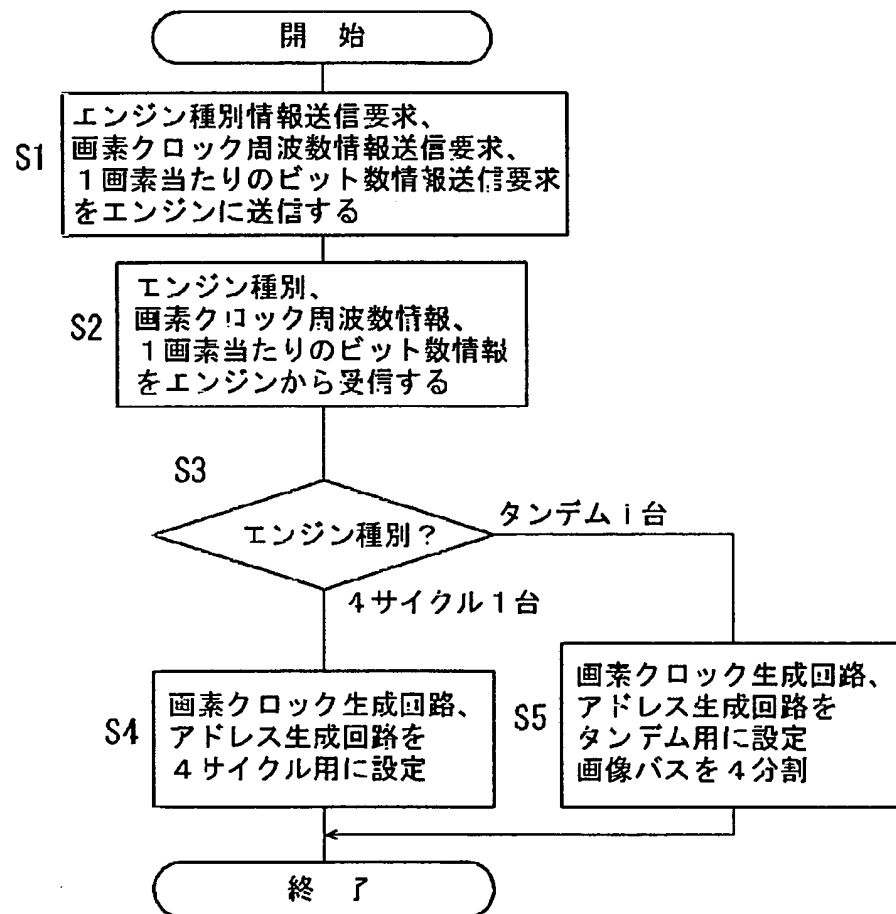 開 始
S1
エンジン種別情報送信要求、
画素クロック周波数情報送信要求、
1画素当たりのビット数情報送信要求
をエンジンに送信する
S2
エンジン種別、
画素クロック周波数情報、
1画素当たりのビット数情報
をエンジンから受信する
S3
エンジン種別?
タンデム1台
4サイクル1台
S4
画素クロック生成回路、
アドレス生成回路を
4サイクル用に設定
S5
画素クロック生成回路、
アドレス生成回路を
タンデム用に設定
画像バスを4分割
終 了